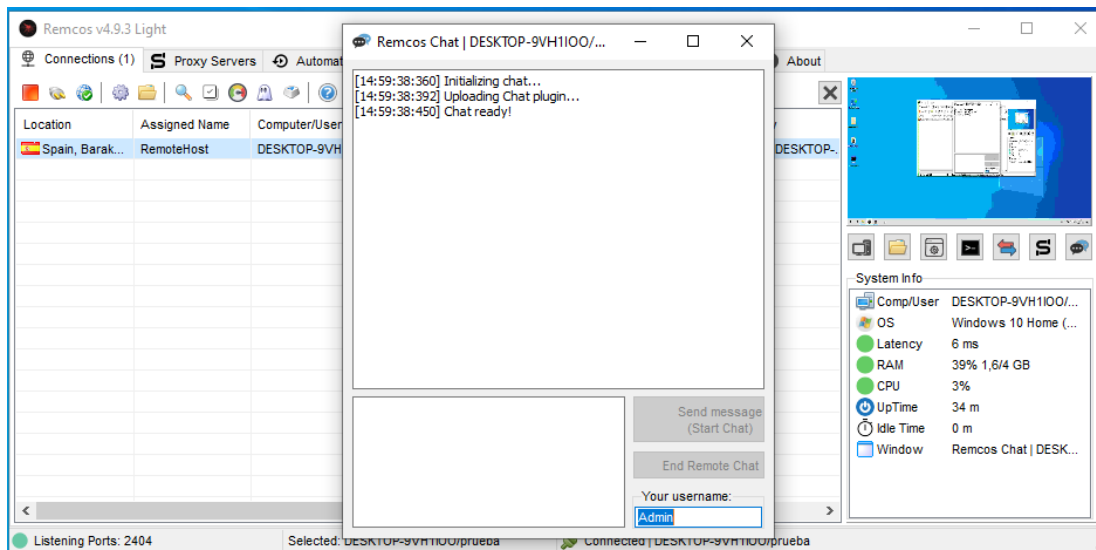 Remcos v4.9.3 Light
Connections (1)
Proxy Servers
Automat
About
Location
Assigned Name
Computer/User
Spain, Barak...
RemoteHost
DESKTOP-9VH
DESKTOP-.
Remcos Chat | DESKTOP-9VH1IOO/...
[14:59:38:360] Initializing chat...
[14:59:38:392] Uploading Chat plugin...
[14:59:38:450] Chat ready!
Send message
(Start Chat)
End Remote Chat
Your username:
Admin
System Info
Comp/User DESKTOP-9VH1IOO/...
OS Windows 10 Home (...
Latency 6 ms
RAM 39% 1,6/4 GB
CPU 3%
UpTime 34 m
Idle Time 0 m
Window Remcos Chat | DESK...
Listening Ports: 2404
Selected: DESKTOP-9VH1IOO/prueba
Connected | DESKTOP-9VH1IOO/prueba